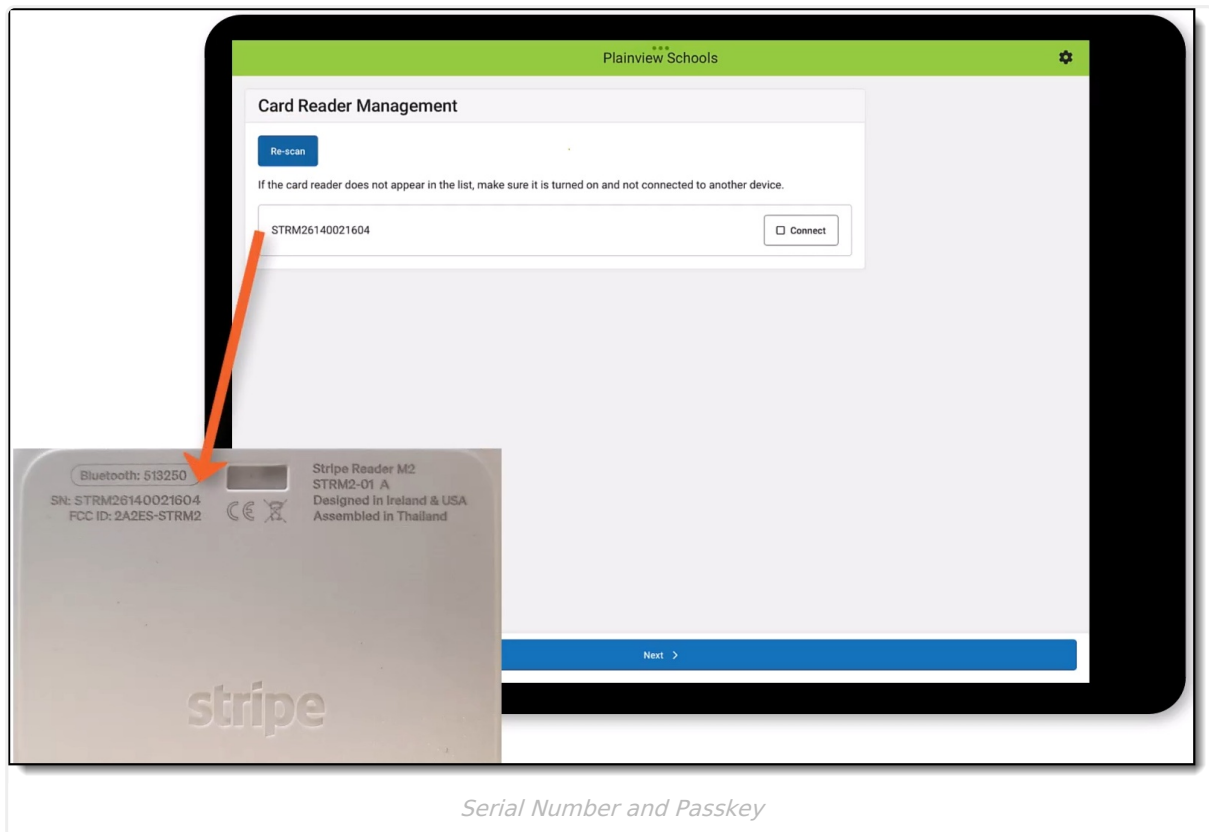 Plainview Schools
Card Reader Management
Re-scan
If the card reader does not appear in the list, make sure it is turned on and not connected to another device.
STRM26140021604
Connect
Bluetooth: 513250
SN: STRM26140021604
FCC ID: 2A2ES-STRM2
CE
Stripe Reader M2
STRM2-01 A
Designed in Ireland & USA
Assembled in Thailand
stripe
Next
Serial Number and Passkey